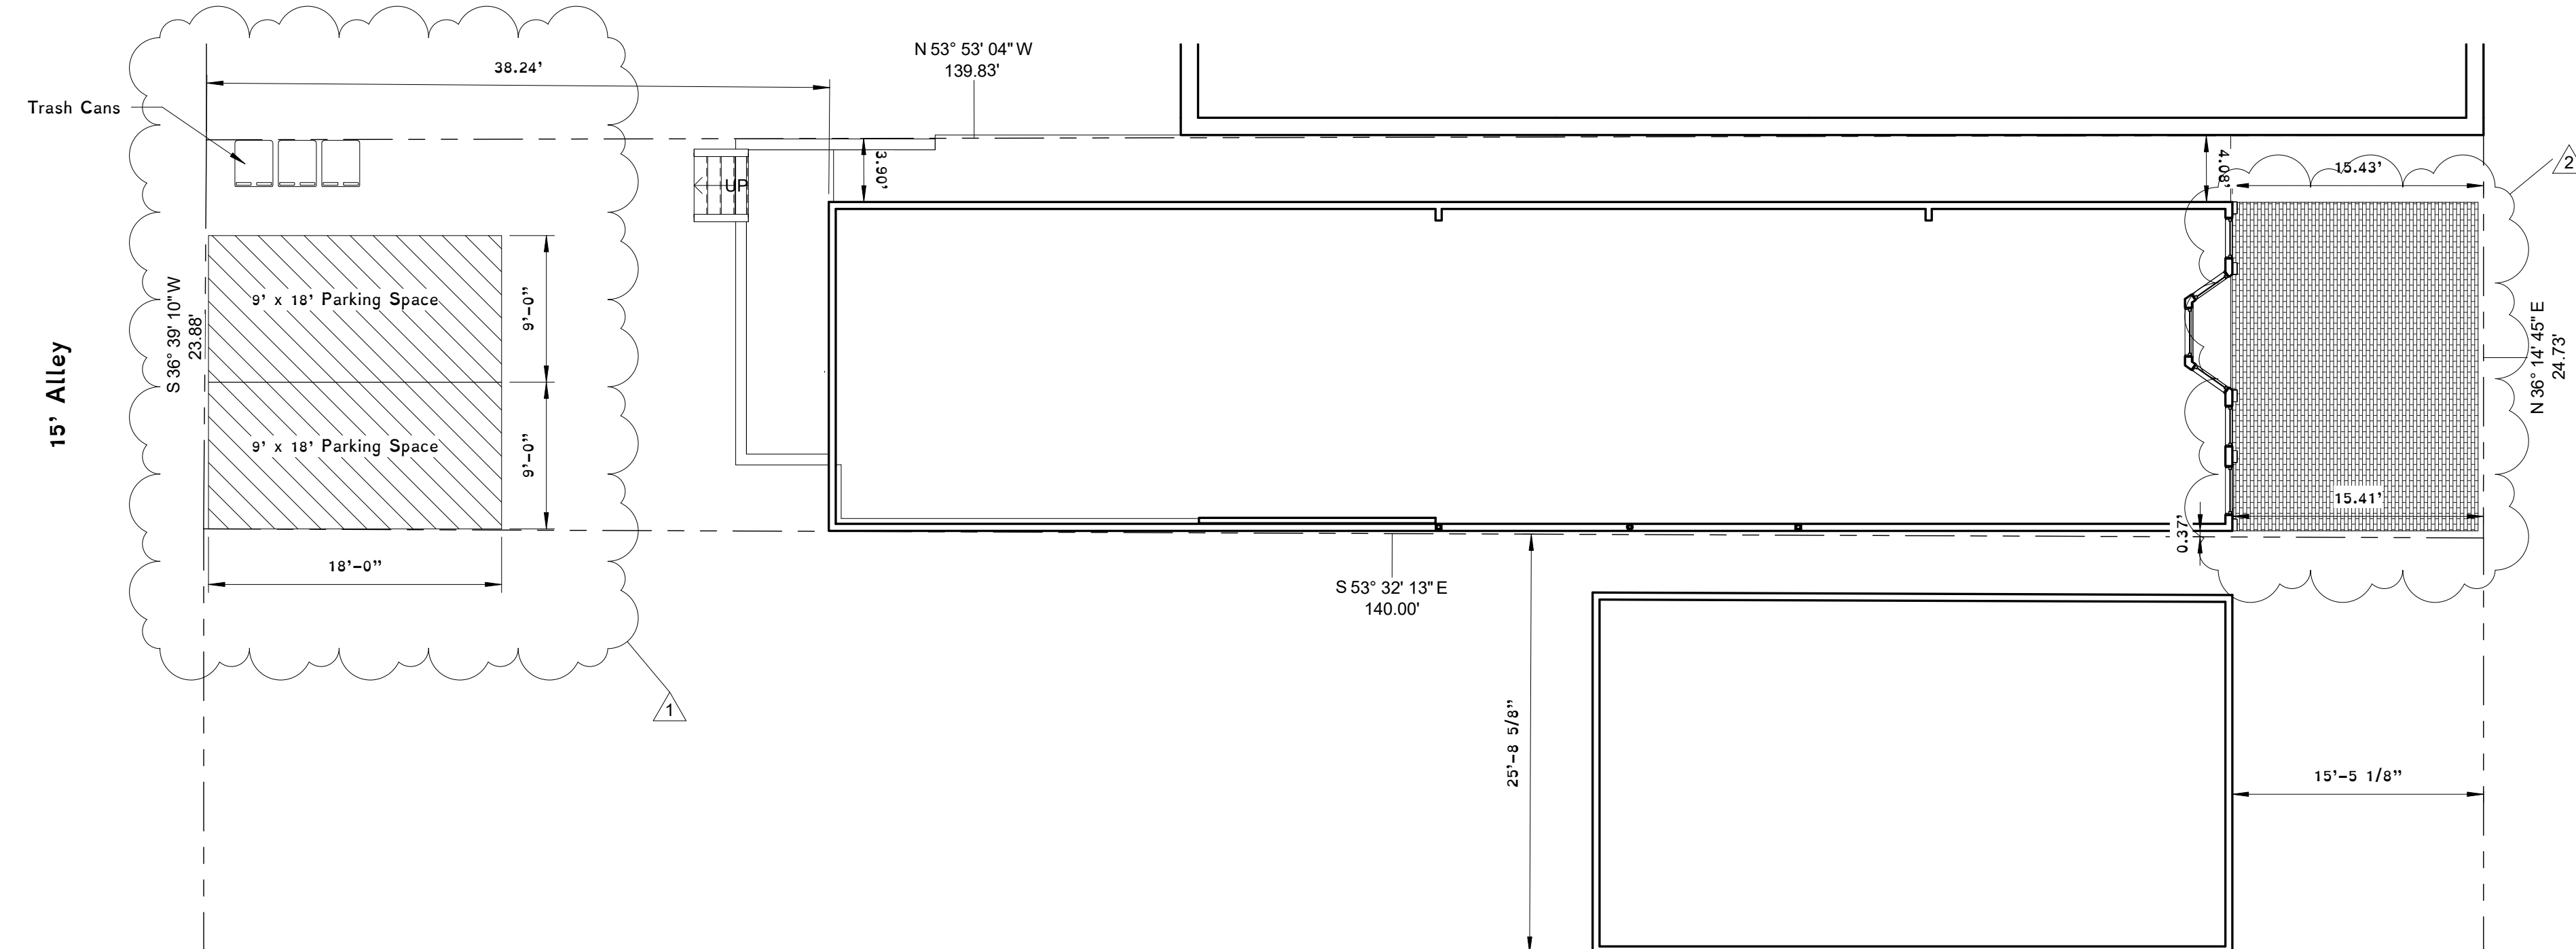 N 53° 53' 04" W
139.83'
38.24'
Trash Cans
3.90'
UP
4.08'
15.43'
2
15' Alley
S 36° 39' 10" W
23.88'
9' x 18' Parking Space
9'-0"
9' x 18' Parking Space
9'-0"
18'-0"
N 36° 14' 45" E
24.73'
15.41'
0.37'
S 53° 32' 13" E
140.00'
1
25'-8 5/8"
15'-5 1/8"